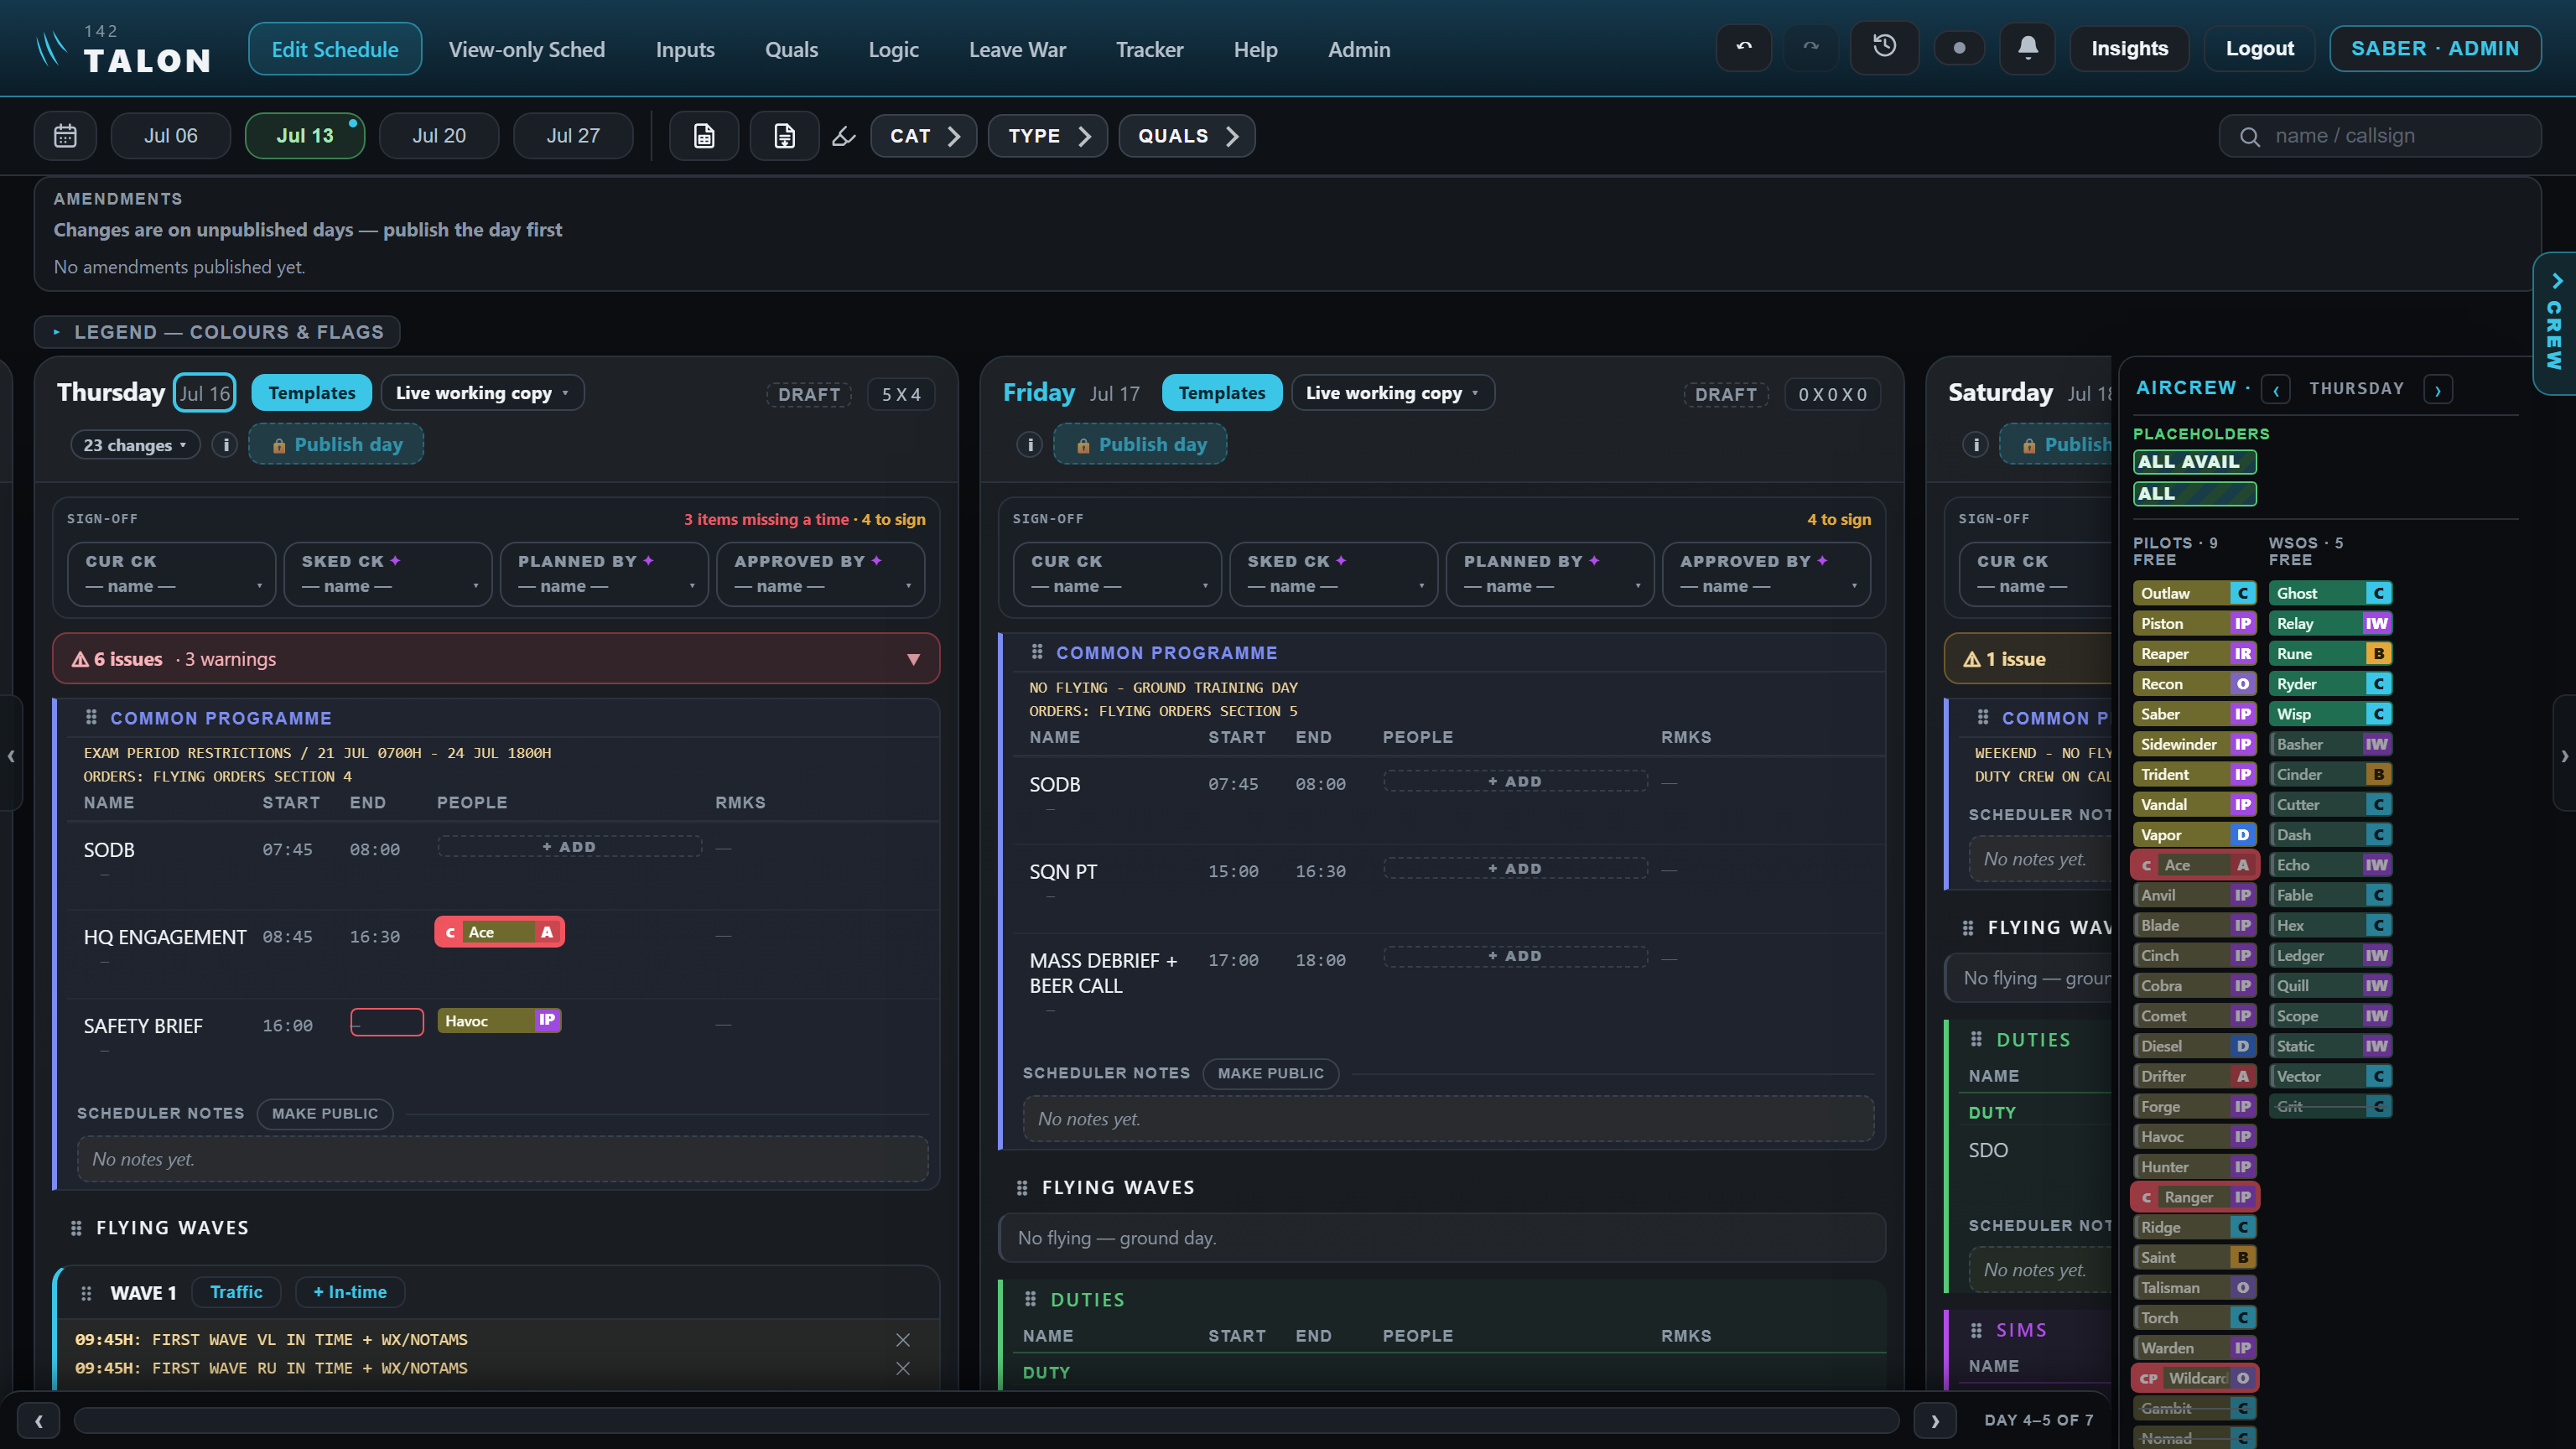 142
TALON
Edit Schedule View-only Sched Inputs Quals Logic Leave War Tracker Help Admin Insights Logout SABER · ADMIN
Jul 06 Jul 13 Jul 20 Jul 27 CAT TYPE QUALS name / callsign
AMENDMENTS
Changes are on unpublished days — publish the day first
No amendments published yet.
LEGEND — COLOURS & FLAGS
CREW
Thursday Jul 16 Templates Live working copy DRAFT 5 X 4
23 changes i Publish day
SIGN-OFF 3 items missing a time · 4 to sign
CUR CK SKED CK PLANNED BY APPROVED BY
— name — — name — — name — — name —
6 issues · 3 warnings
COMMON PROGRAMME
EXAM PERIOD RESTRICTIONS / 21 JUL 0700H - 24 JUL 1800H
ORDERS: FLYING ORDERS SECTION 4
NAME START END PEOPLE RMKS
SODB 07:45 08:00 + ADD —
—
HQ ENGAGEMENT 08:45 16:30 C Ace A —
—
SAFETY BRIEF 16:00 — Havoc IP —
—
SCHEDULER NOTES MAKE PUBLIC
No notes yet.
FLYING WAVES
WAVE 1 Traffic + In-time
09:45H: FIRST WAVE VL IN TIME + WX/NOTAMS
09:45H: FIRST WAVE RU IN TIME + WX/NOTAMS
Friday Jul 17 Templates Live working copy DRAFT 0 X 0 X 0
i Publish day
SIGN-OFF 4 to sign
CUR CK SKED CK PLANNED BY APPROVED BY
— name — — name — — name — — name —
COMMON PROGRAMME
NO FLYING - GROUND TRAINING DAY
ORDERS: FLYING ORDERS SECTION 5
NAME START END PEOPLE RMKS
SODB 07:45 08:00 + ADD —
—
SQN PT 15:00 16:30 + ADD —
—
MASS DEBRIEF + 17:00 18:00 + ADD —
BEER CALL
—
SCHEDULER NOTES MAKE PUBLIC
No notes yet.
FLYING WAVES
No flying — ground day.
DUTIES
NAME START END PEOPLE RMKS
DUTY
Saturday Jul 18
i Publish
SIGN-OFF
CUR CK
— name —
1 issue
COMMON P
WEEKEND - NO FLY
DUTY CREW ON CAL
SCHEDULER NOT
No notes yet.
FLYING WAV
No flying — groun
DUTIES
NAME
DUTY
SDO
SCHEDULER NOT
No notes yet.
SIMS
NAME
AIRCREW · THURSDAY
PLACEHOLDERS
ALL AVAIL
ALL
PILOTS · 9 FREE
Outlaw C
Piston IP
Reaper IR
Recon O
Saber IP
Sidewinder IP
Trident IP
Vandal IP
Vapor D
C Ace A
Anvil IP
Blade IP
Cinch IP
Cobra IP
Comet IP
Diesel D
Drifter A
Forge IP
Havoc IP
Hunter IP
C Ranger IP
Ridge C
Saint B
Talisman O
Torch C
Warden IP
CP Wildcard O
Gambit C
Nomad C
WSOS · 5 FREE
Ghost C
Relay IW
Rune B
Ryder C
Wisp C
Basher IW
Cinder B
Cutter C
Dash C
Echo IW
Fable C
Hex C
Ledger IW
Quill IW
Scope IW
Static IW
Vector C
Grit C
DAY 4–5 OF 7